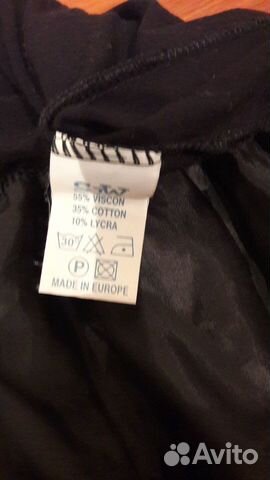 55% VISCON
35% COTTON
10% LYCRA
30°
P
MADE IN EUROPE
Avito